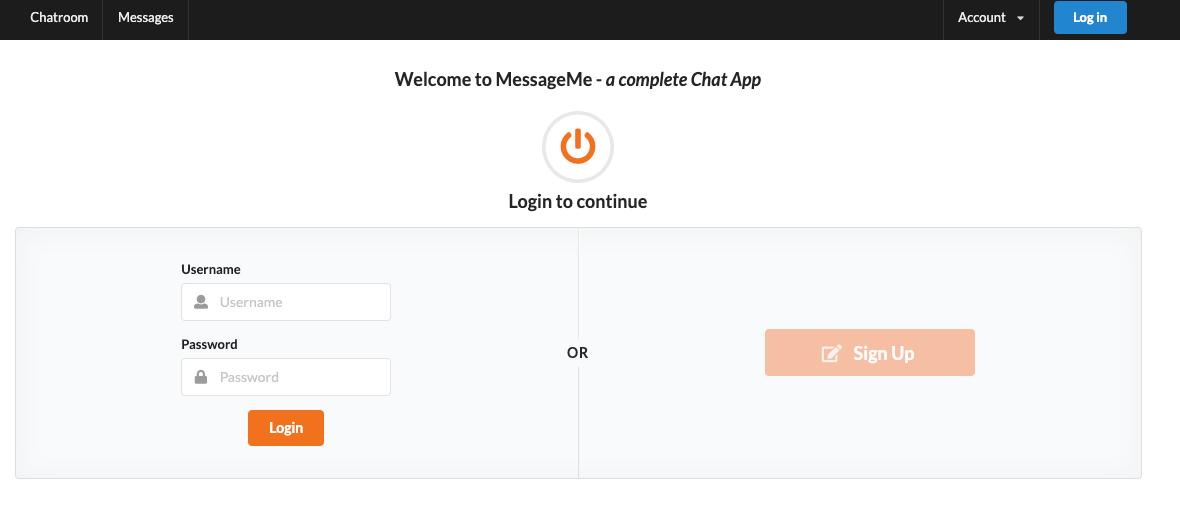 Chatroom Messages Account Log in
Welcome to MessageMe - a complete Chat App
Login to continue
Username
Username
Password
Password
Login
OR
Sign Up